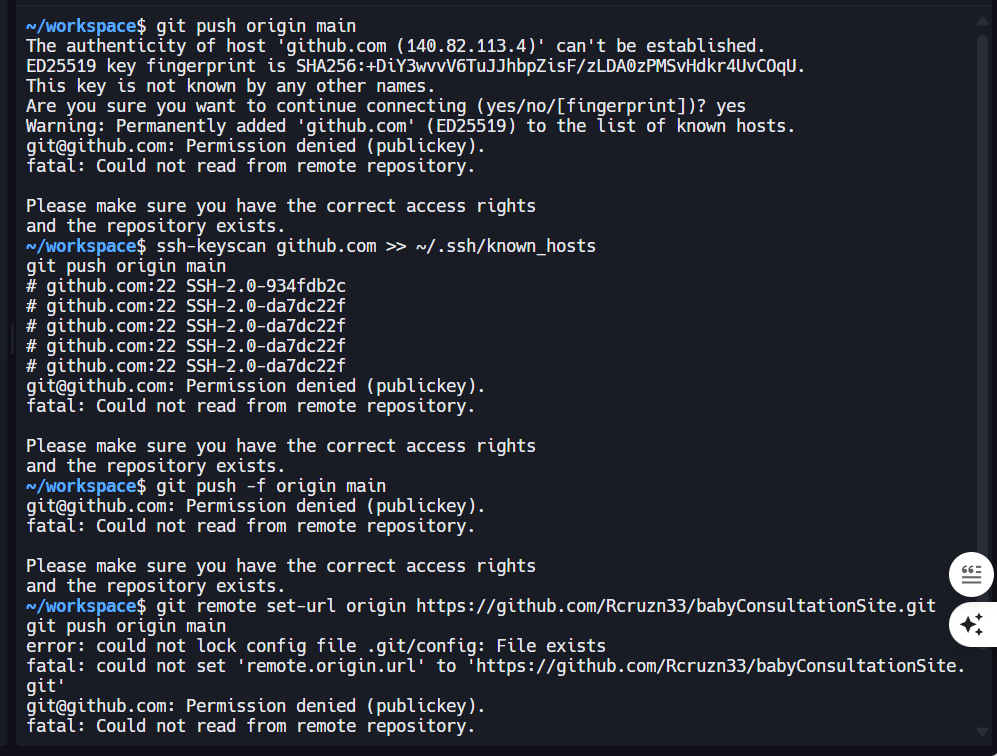 ~/workspace$ git push origin main
The authenticity of host 'github.com (140.82.113.4)' can't be established.
ED25519 key fingerprint is SHA256:+DiY3wvvV6TuJJhbpZisF/zLDA0zPMSvHdkr4UvCOqU.
This key is not known by any other names.
Are you sure you want to continue connecting (yes/no/[fingerprint])? yes
Warning: Permanently added 'github.com' (ED25519) to the list of known hosts.
git@github.com: Permission denied (publickey).
fatal: Could not read from remote repository.

Please make sure you have the correct access rights
and the repository exists.
~/workspace$ ssh-keyscan github.com >> ~/.ssh/known_hosts
git push origin main
# github.com:22 SSH-2.0-934fdb2c
# github.com:22 SSH-2.0-da7dc22f
# github.com:22 SSH-2.0-da7dc22f
# github.com:22 SSH-2.0-da7dc22f
# github.com:22 SSH-2.0-da7dc22f
git@github.com: Permission denied (publickey).
fatal: Could not read from remote repository.

Please make sure you have the correct access rights
and the repository exists.
~/workspace$ git push -f origin main
git@github.com: Permission denied (publickey).
fatal: Could not read from remote repository.

Please make sure you have the correct access rights
and the repository exists.
~/workspace$ git remote set-url origin https://github.com/Rcruzn33/babyConsultationSite.git
git push origin main
error: could not lock config file .git/config: File exists
fatal: could not set 'remote.origin.url' to 'https://github.com/Rcruzn33/babyConsultationSite.
git'
git@github.com: Permission denied (publickey).
fatal: Could not read from remote repository.